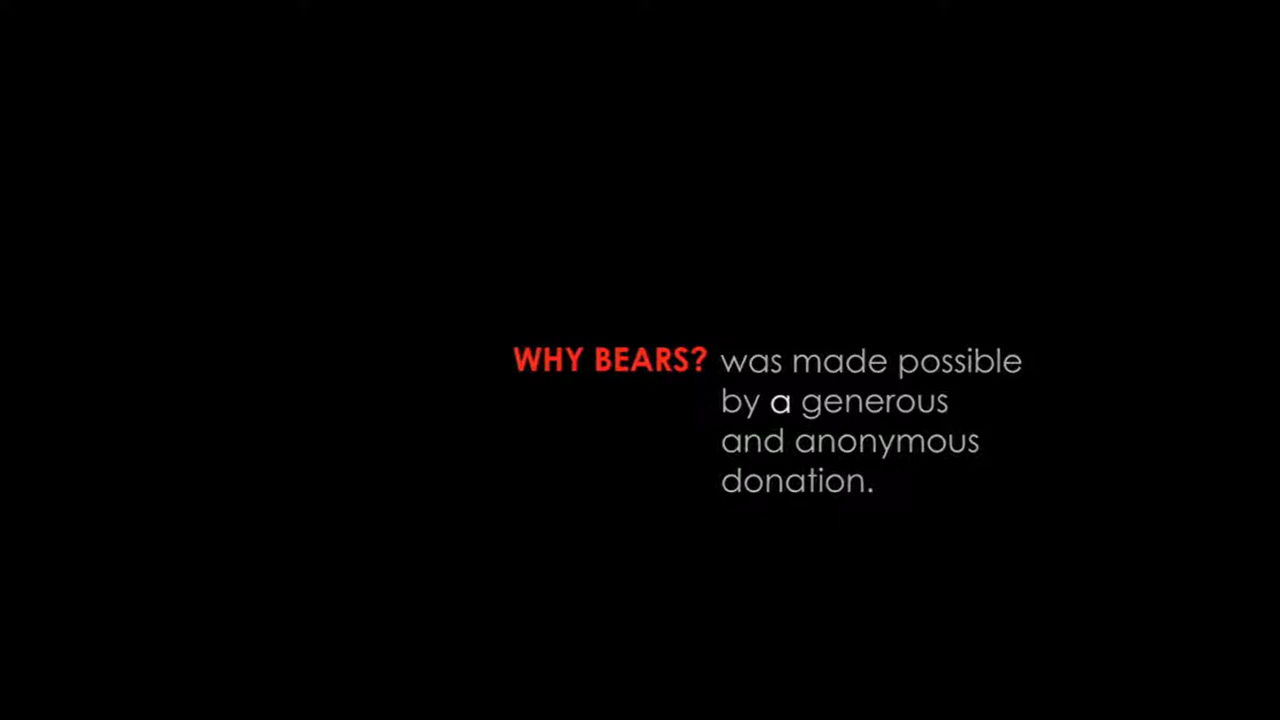 WHY BEARS? was made possible
by a generous
and anonymous
donation.